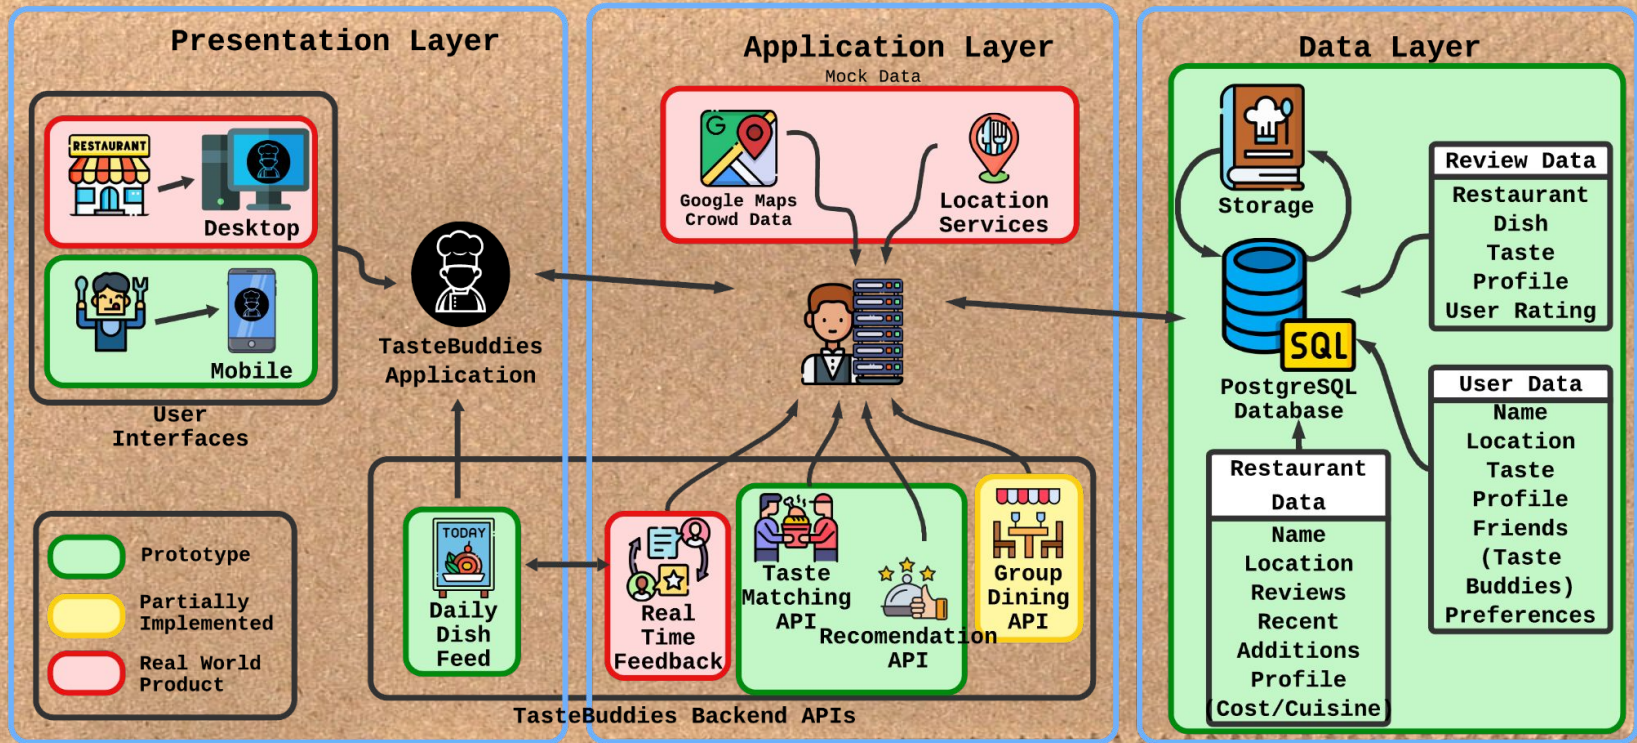 Presentation Layer
RESTAURANT
Desktop
Mobile
User
Interfaces
TasteBuddies
Application
Prototype
Partially
Implemented
Real World
Product
Application Layer
Mock Data
G
Google Maps
Crowd Data
Location
Services
TODAY
Daily
Dish
Feed
Real
Time
Feedback
Taste
Matching
API
Recomendation
API
Group
Dining
API
TasteBuddies Backend APIs
Data Layer
Storage
SQL
PostgreSQL
Database
Review Data
Restaurant
Dish
Taste
Profile
User Rating
User Data
Name
Location
Taste
Profile
Friends
(Taste
Buddies)
Preferences
Restaurant
Data
Name
Location
Reviews
Recent
Additions
Profile
(Cost/Cuisine)